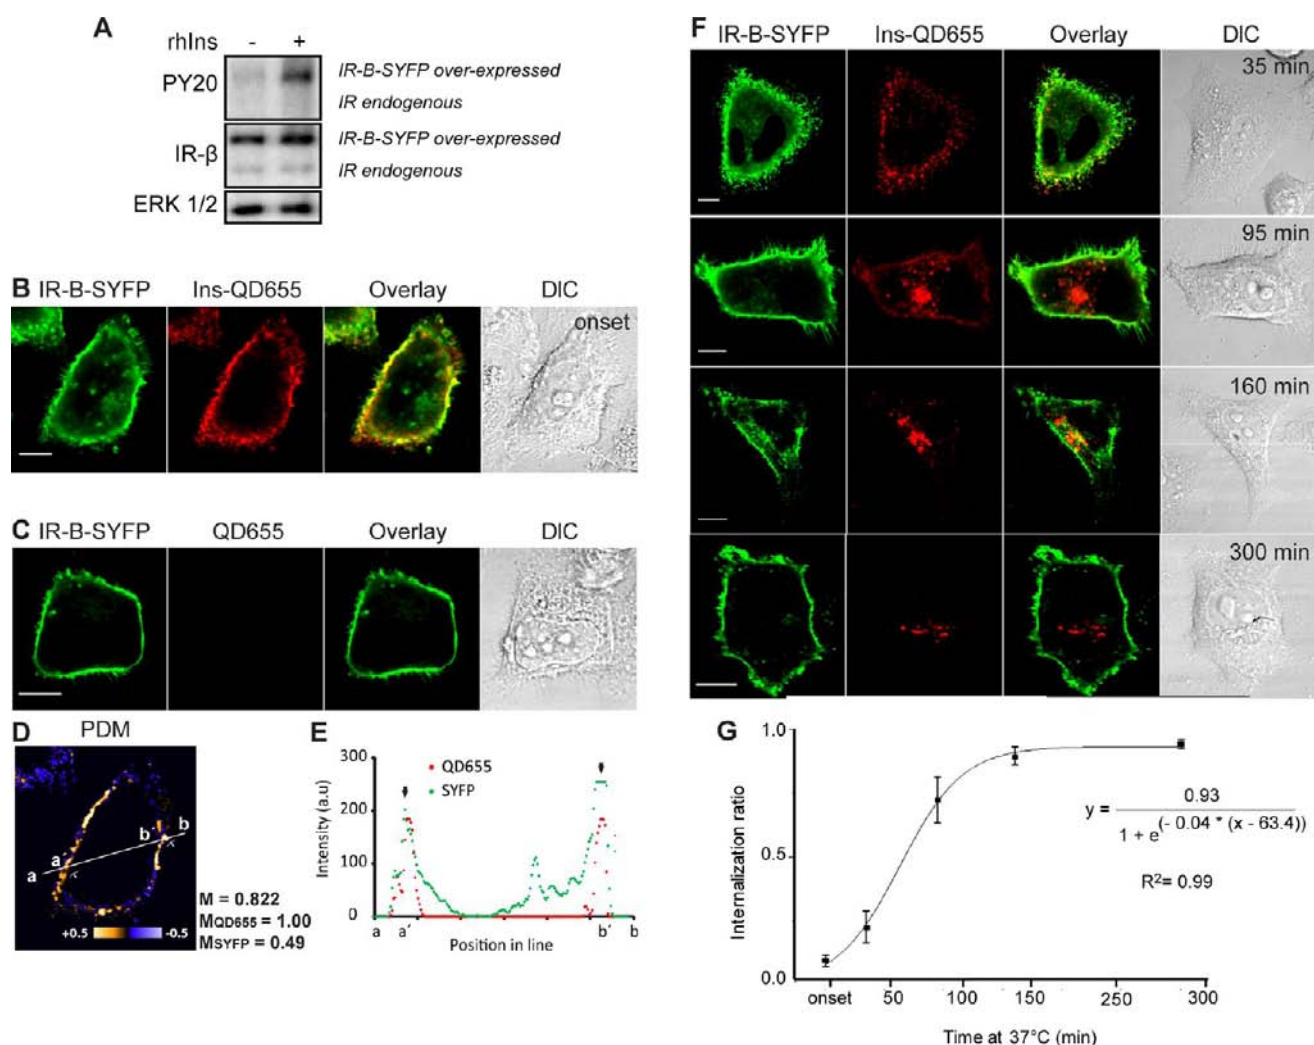 A
rhIns - +
PY20
IR-B-SYFP over-expressed
IR endogenous
IR-β
IR-B-SYFP over-expressed
IR endogenous
ERK 1/2
B
IR-B-SYFP Ins-QD655 Overlay DIC
onset
C
IR-B-SYFP QD655 Overlay DIC
D
PDM
a
a´
b´
b
+0.5 -0.5
M = 0.822
MQD655 = 1.00
MSYFP = 0.49
E
Intensity (a.u)
300
200
100
0
QD655
SYFP
a a´ b´ b
Position in line
F
IR-B-SYFP Ins-QD655 Overlay DIC
35 min
95 min
160 min
300 min
G
Internalization ratio
1.0
0.5
0.0
y = 0.93
1 + e(- 0.04 * (x - 63.4))
R2= 0.99
onset 50 100 150 250 300
Time at 37°C (min)